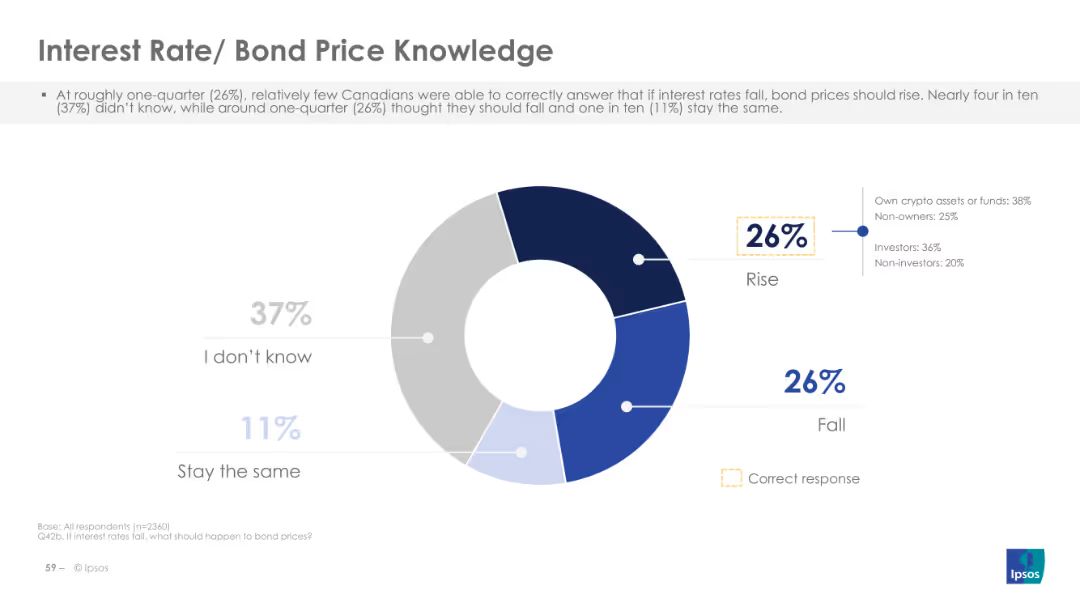 Interest Rate/ Bond Price Knowledge
▪ At roughly one-quarter (26%), relatively few Canadians were able to correctly answer that if interest rates fall, bond prices should rise. Nearly four in ten
(37%) didn't know, while around one-quarter (26%) thought they should fall and one in ten (11%) stay the same.
26%
Rise
Own crypto assets or funds: 38%
Non-owners: 25%
Investors: 36%
Non-investors: 20%
37%
I don't know
26%
Fall
11%
Stay the same
Correct response
Base: All respondents (n=2360)
Q42b. If interest rates fall, what should happen to bond prices?
59 – © Ipsos
Ipsos